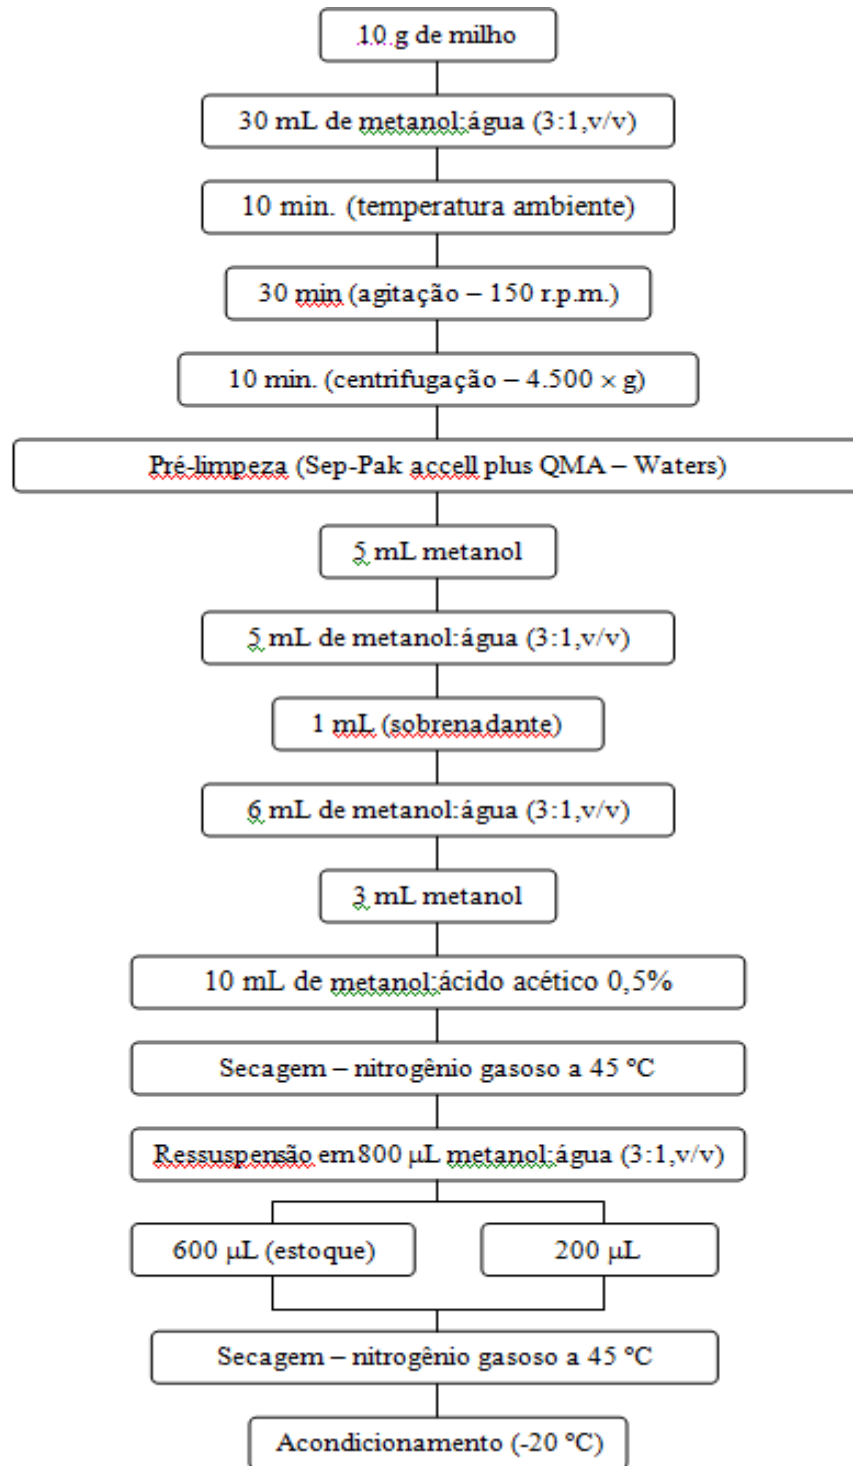 10 g de milho
30 mL de metanol:água (3:1,v/v)
10 min. (temperatura ambiente)
30 min (agitação – 150 r.p.m.)
10 min. (centrifugação – 4.500 × g)
Pré-limpeza (Sep-Pak accell plus QMA – Waters)
5 mL metanol
5 mL de metanol:água (3:1,v/v)
1 mL (sobrenadante)
6 mL de metanol:água (3:1,v/v)
3 mL metanol
10 mL de metanol:ácido acético 0,5%
Secagem – nitrogênio gasoso a 45 ºC
Ressuspensão em 800 µL metanol:água (3:1,v/v)
600 µL (estoque)
200 µL
Secagem – nitrogênio gasoso a 45 ºC
Acondicionamento (-20 ºC)